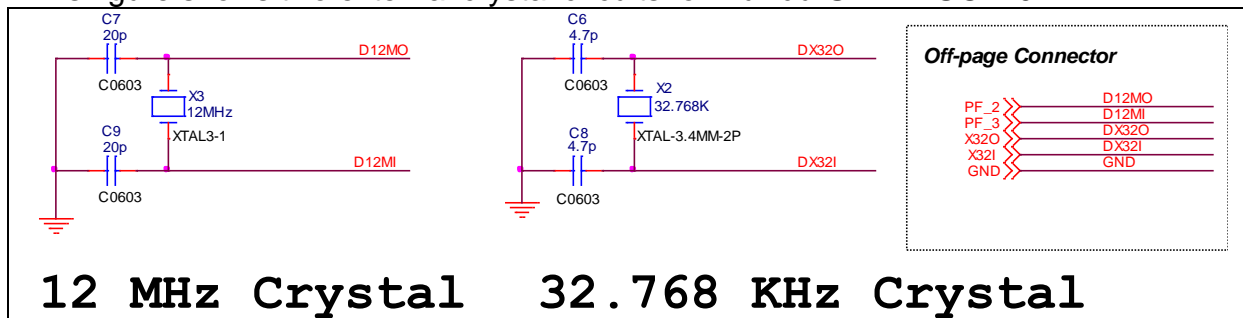 C7
20p
D12MO
C0603
X3
12MHz
XTAL3-1
C9
20p
D12MI
C0603
C6
4.7p
DX32O
C0603
X2
32.768K
XTAL-3.4MM-2P
C8
4.7p
DX32I
C0603
Off-page Connector
PF_2 D12MO
PF_3 D12MI
X32O DX32O
X32I DX32I
GND GND
12 MHz Crystal 32.768 KHz Crystal